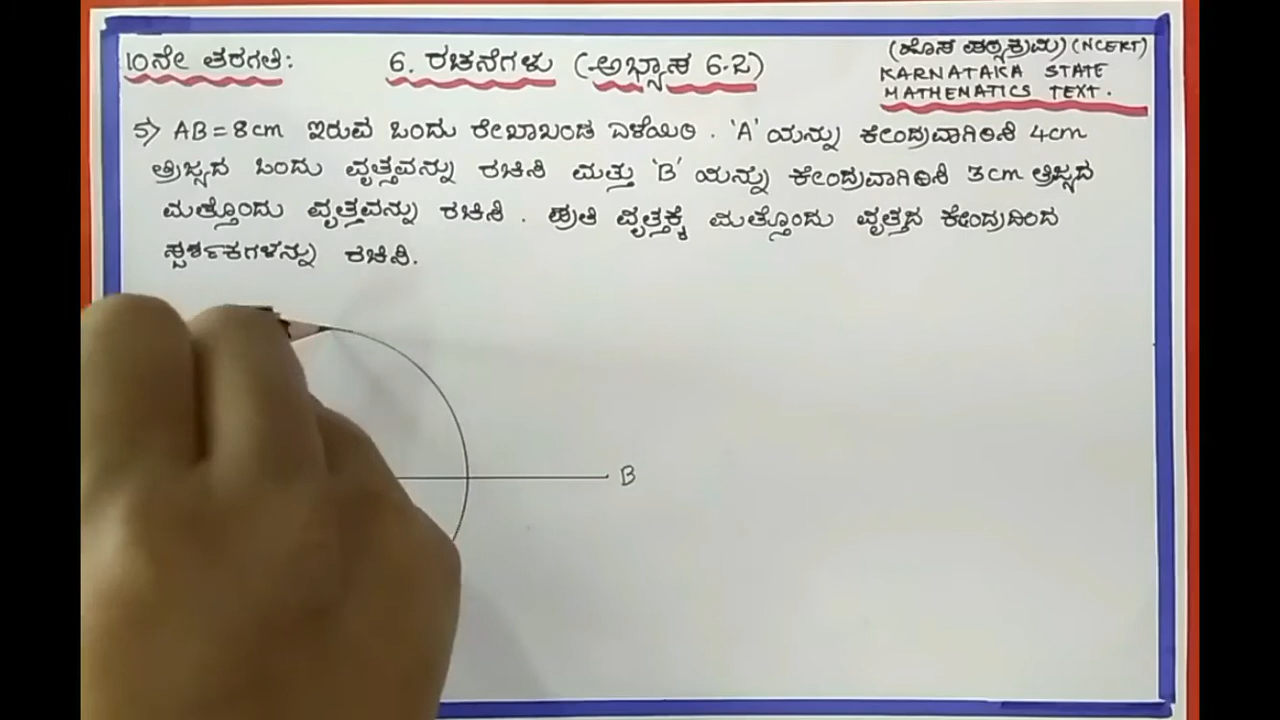 10ನೇ ತರಗತಿ:
6. ರಚನೆಗಳು (ಅಭ್ಯಾಸ 6.2)
(ಹೊಸ ಪಠ್ಯಕ್ರಮ) (NCERT)
KARNATAKA STATE
MATHENATICS TEXT.
5) AB = 8cm ಇರುವ ಒಂದು ರೇಖಾಖಂಡ ಎಳೆಯಿರಿ. 'A' ಯನ್ನು ಕೇಂದ್ರವಾಗಿರಿಸಿ 4cm
ತ್ರಿಜ್ಯದ ಒಂದು ವೃತ್ತವನ್ನು ರಚಿಸಿ ಮತ್ತು 'B' ಯನ್ನು ಕೇಂದ್ರವಾಗಿರಿಸಿ 3cm ತ್ರಿಜ್ಯದ
ಮತ್ತೊಂದು ವೃತ್ತವನ್ನು ರಚಿಸಿ. ಪ್ರತಿ ವೃತ್ತಕ್ಕೆ ಮತ್ತೊಂದು ವೃತ್ತದ ಕೇಂದ್ರದಿಂದ
ಸ್ಪರ್ಶಕಗಳನ್ನು ರಚಿಸಿ.
B